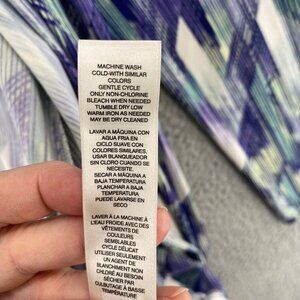 MACHINE WASH
COLD-WITH SIMILAR
COLORS
GENTLE CYCLE
ONLY NON-CHLORINE
BLEACH WHEN NEEDED
TUMBLE DRY LOW
WARM IRON AS NEEDED
MAY BE DRY CLEANED
LAVAR A MÁQUINA CON
AGUA FRIA EN
CICLO SUAVE CON
COLORES SIMILARES.
USAR BLANQUEADOR
SIN CLORO CUANDO SE
NECESITE.
SECAR A MÁQUINA A
BAJA TEMPERATURA
PLANCHAR A BAJA
TEMPERATURA
PUEDE LAVARSE EN
SECO
LAVER À LA MACHINE À
L'EAU FROIDE AVEC DES
VÊTEMENTS DE
COULEURS
SEMBLABLES
CYCLE DÉLICAT
UTILISER SEULEMENT
UN AGENT DE
BLANCHIMENT NON
CHLORÉ AU BESOIN
SÉCHER PAR
CULBUTAGE À BASSE
TEMPÉRATURE